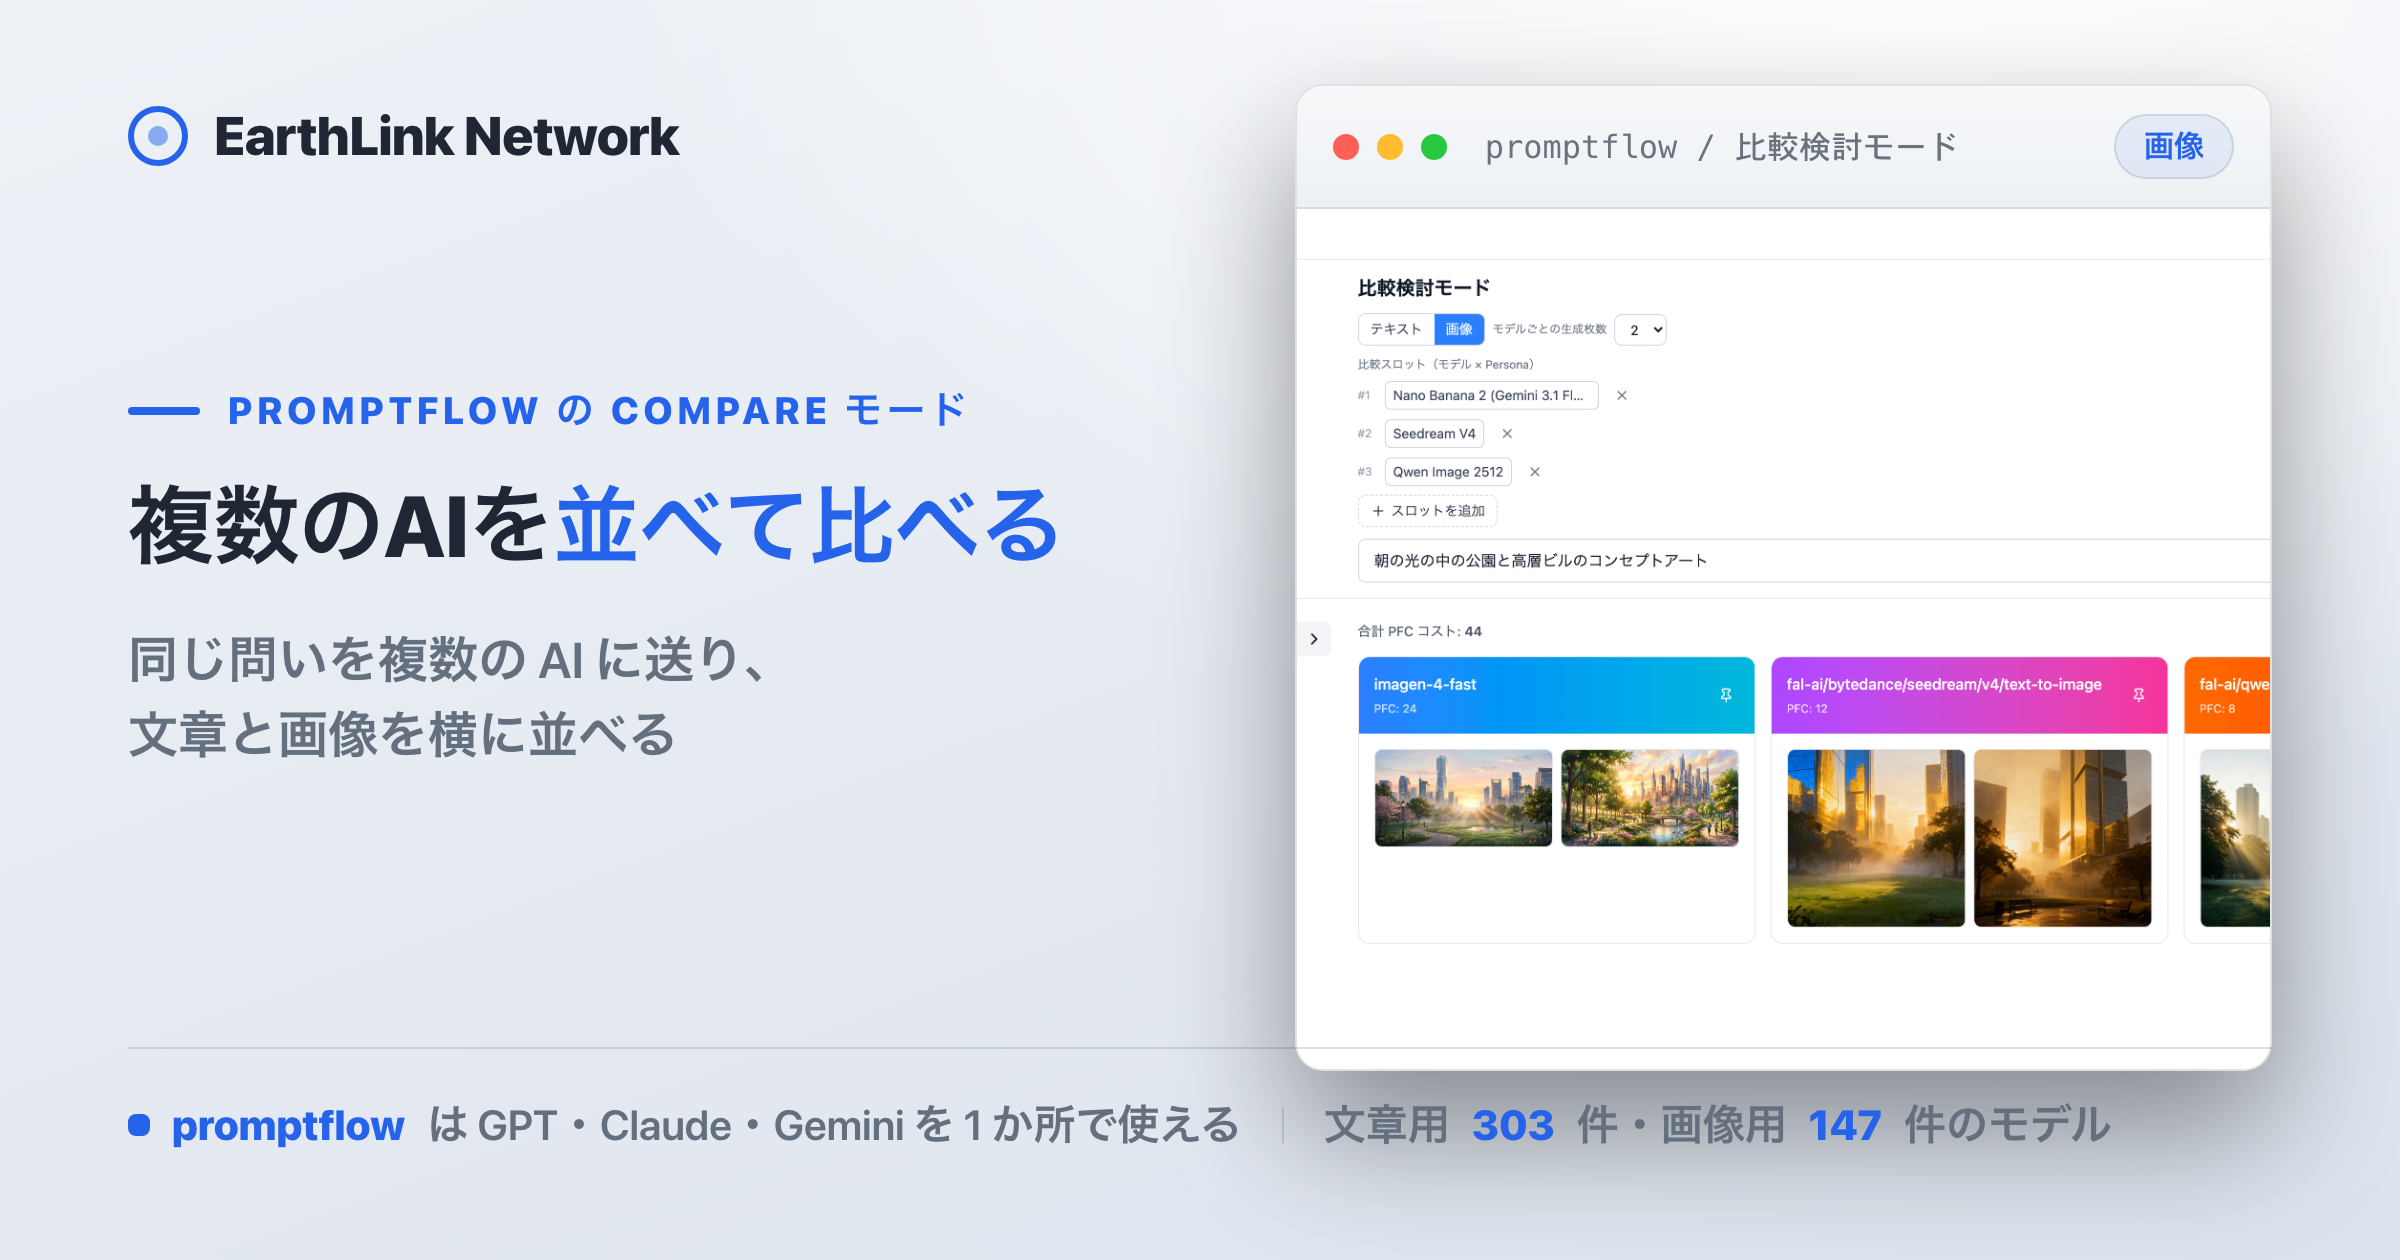 EarthLink Network
PROMPTFLOW の COMPARE モード
複数のAIを並べて比べる
同じ問いを複数の AI に送り、
文章と画像を横に並べる
promptflow / 比較検討モード
画像
比較検討モード
テキスト 画像 モデルごとの生成枚数 2
比較スロット（モデル × Persona）
#1 Nano Banana 2 (Gemini 3.1 Fl... ×
#2 Seedream V4 ×
#3 Qwen Image 2512 ×
+ スロットを追加
朝の光の中の公園と高層ビルのコンセプトアート
合計 PFC コスト: 44
imagen-4-fast
PFC: 24
fal-ai/bytedance/seedream/v4/text-to-image
PFC: 12
fal-ai/qwe
PFC: 8
promptflow は GPT・Claude・Gemini を 1 か所で使える | 文章用 303 件・画像用 147 件のモデル